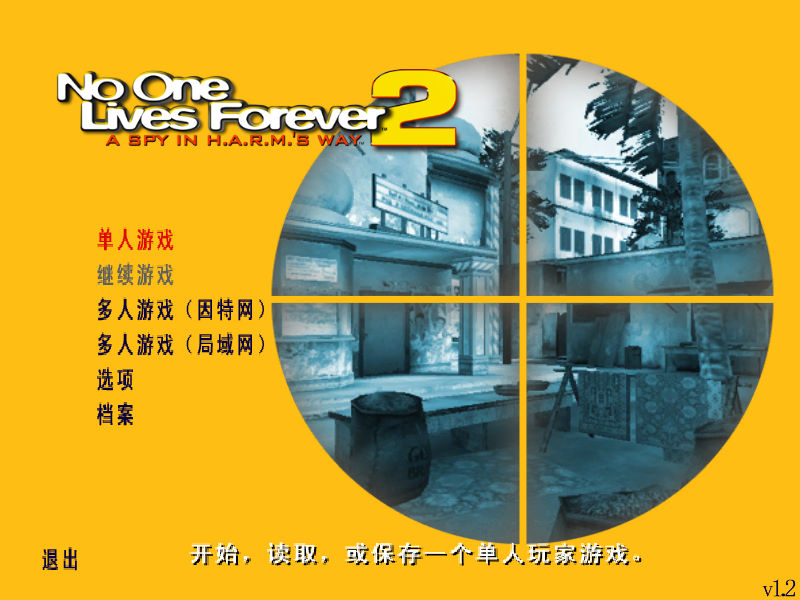 No One
Lives Forever 2
A SPY IN H.A.R.M.'S WAY
单人游戏
继续游戏
多人游戏（因特网）
多人游戏（局域网）
选项
档案
退出
开始，读取，或保存一个单人玩家游戏。
v1.2